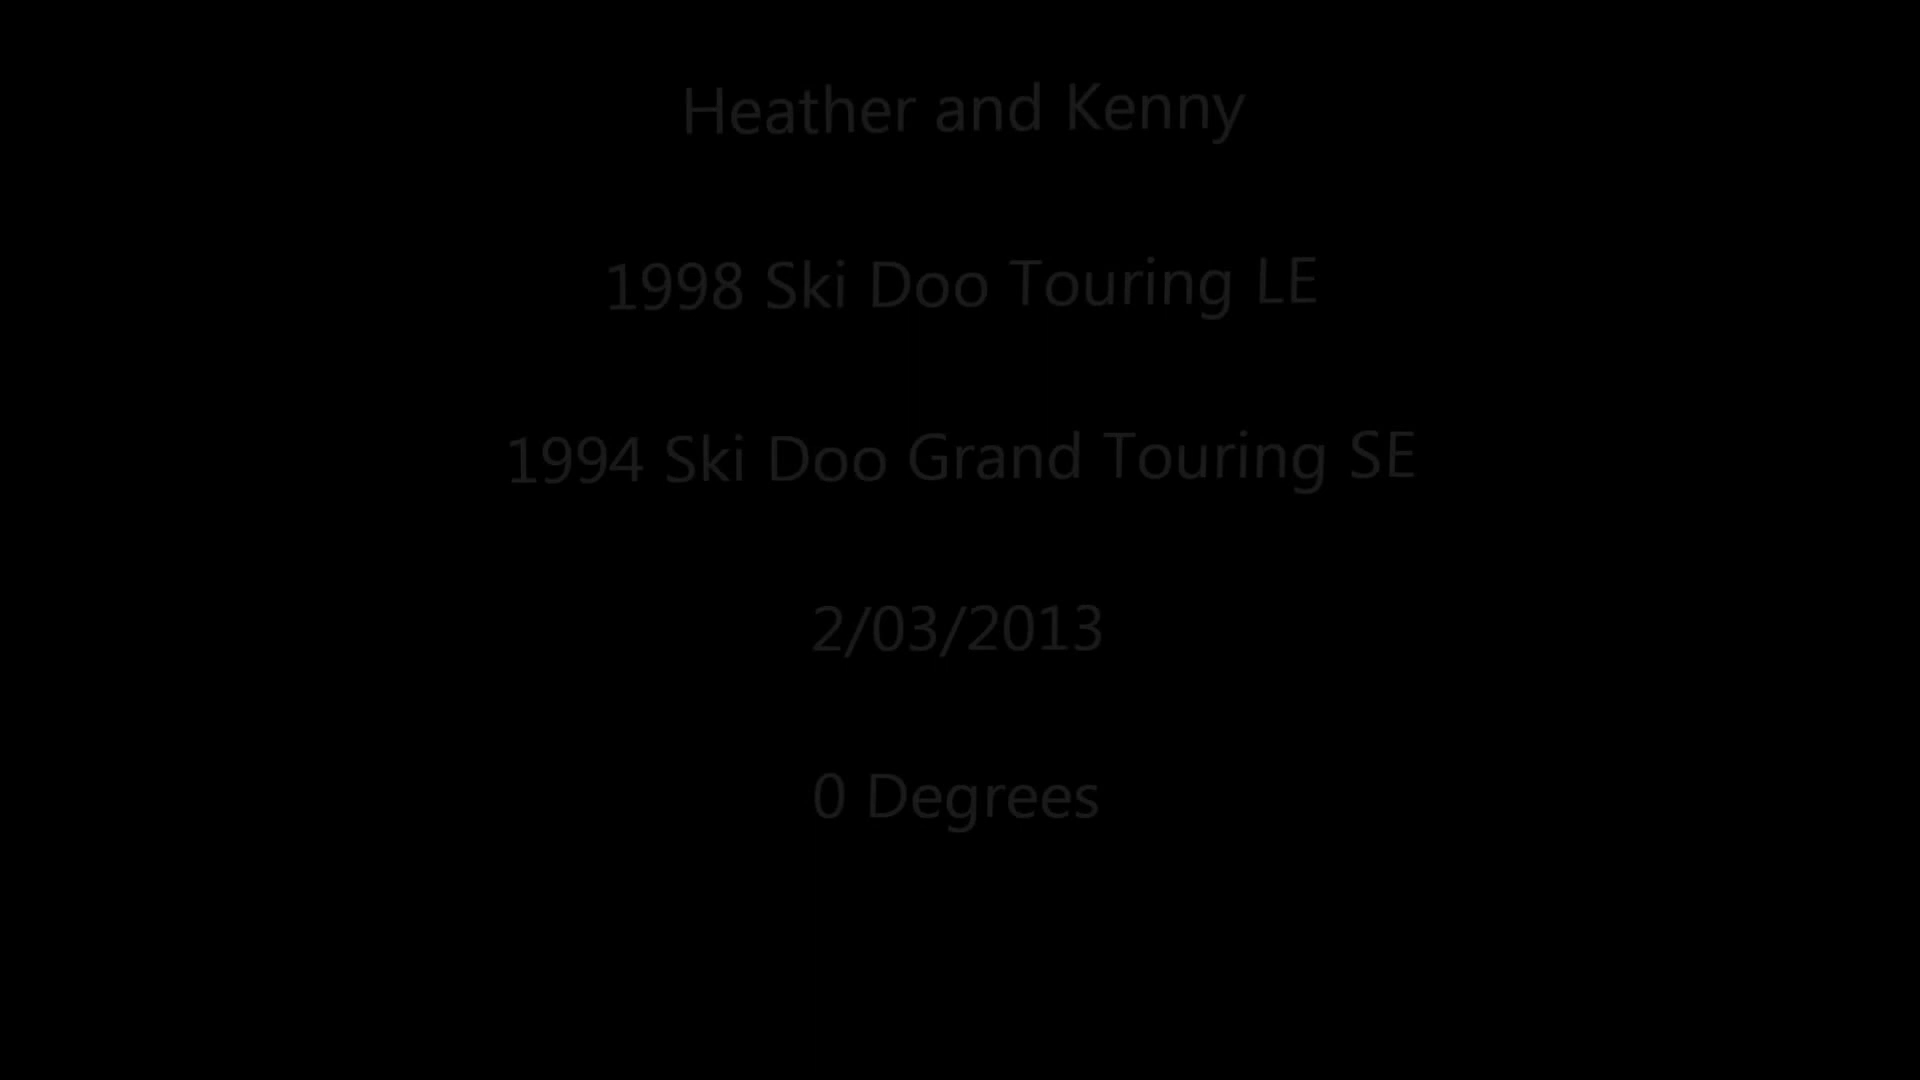 Heather and Kenny
1998 Ski Doo Touring LE
1994 Ski Doo Grand Touring SE
2/03/2013
0 Degrees